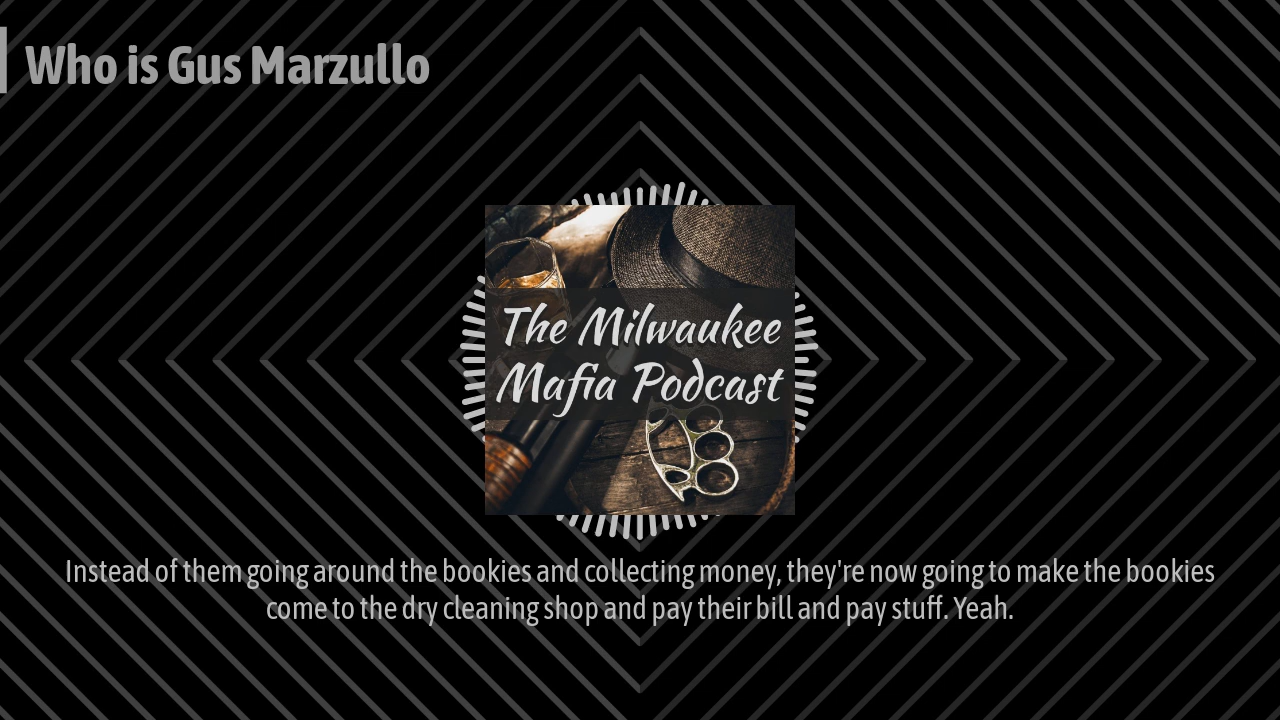 Who is Gus Marzullo
The Milwaukee
Mafia Podcast
Instead of them going around the bookies and collecting money, they're now going to make the bookies
come to the dry cleaning shop and pay their bill and pay stuff. Yeah.